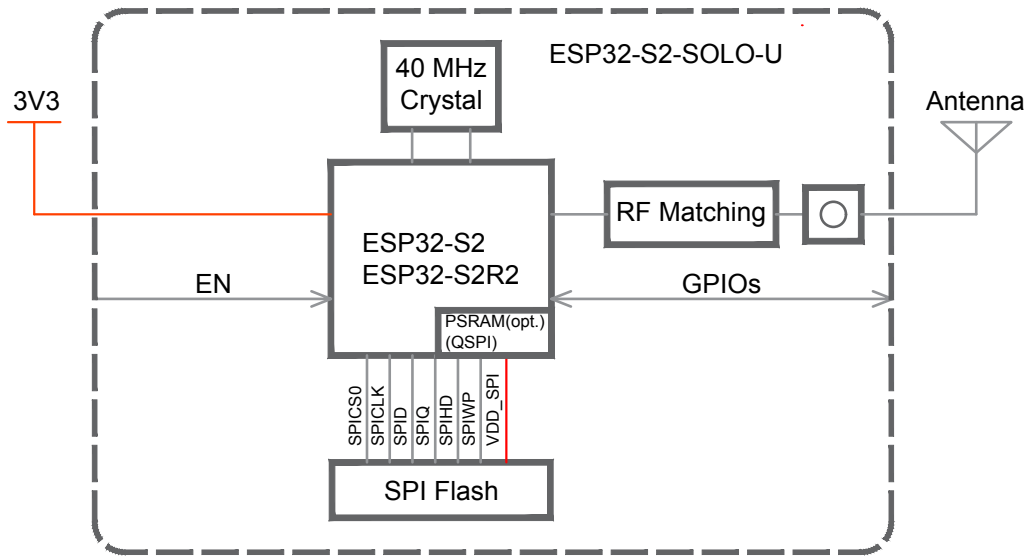 ESP32-S2-SOLO-U
40 MHz
Crystal
3V3
Antenna
RF Matching
ESP32-S2
ESP32-S2R2
EN
GPIOs
PSRAM(opt.)
(QSPI)
SPICS0
SPICLK
SPID
SPIQ
SPIHD
SPIWP
VDD_SPI
SPI Flash